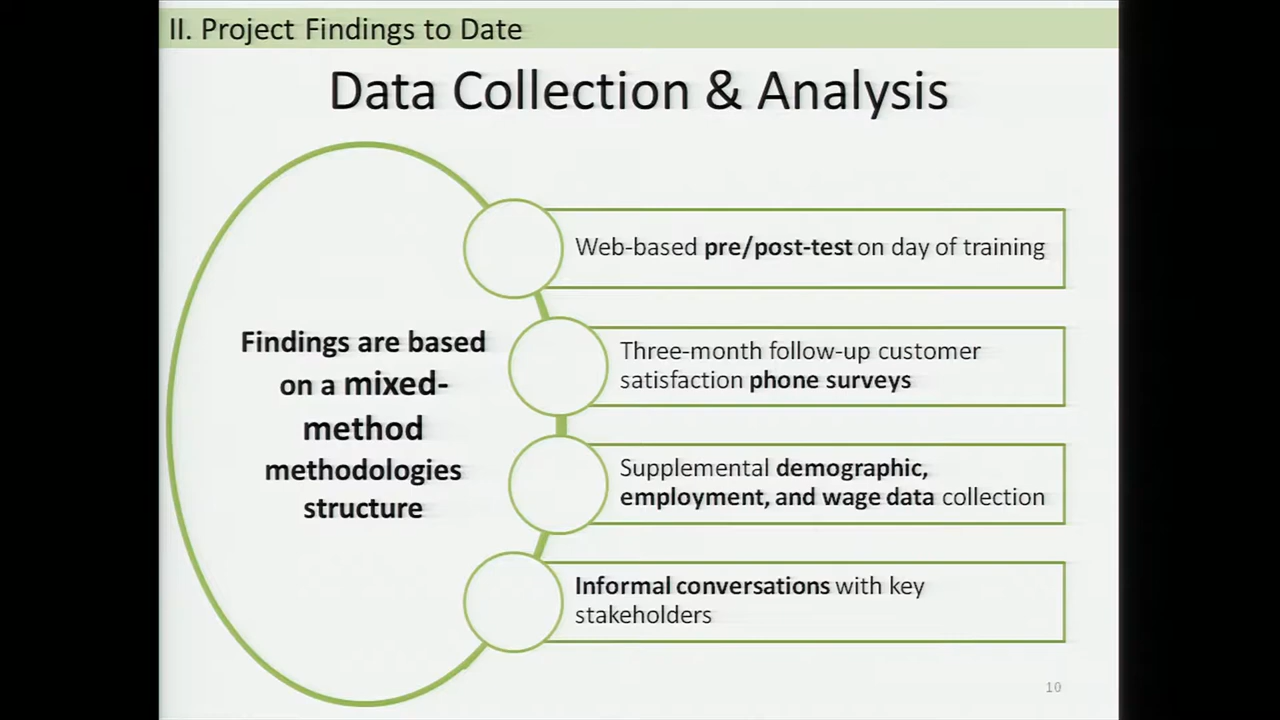 II. Project Findings to Date
Data Collection & Analysis
Findings are based
on a mixed-
method
methodologies
structure
Web-based pre/post-test on day of training
Three-month follow-up customer
satisfaction phone surveys
Supplemental demographic,
employment, and wage data collection
Informal conversations with key
stakeholders
10